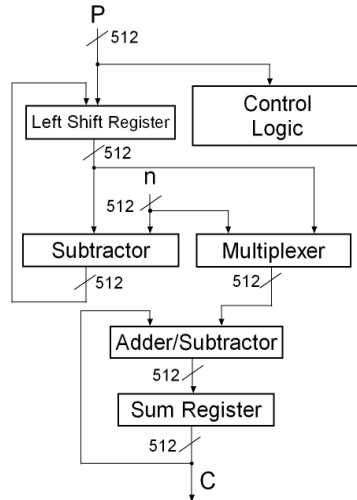 P
512
Left Shift Register
Control
Logic
512
n
512
Subtractor
Multiplexer
512
512
Adder/Subtractor
512
Sum Register
512
C